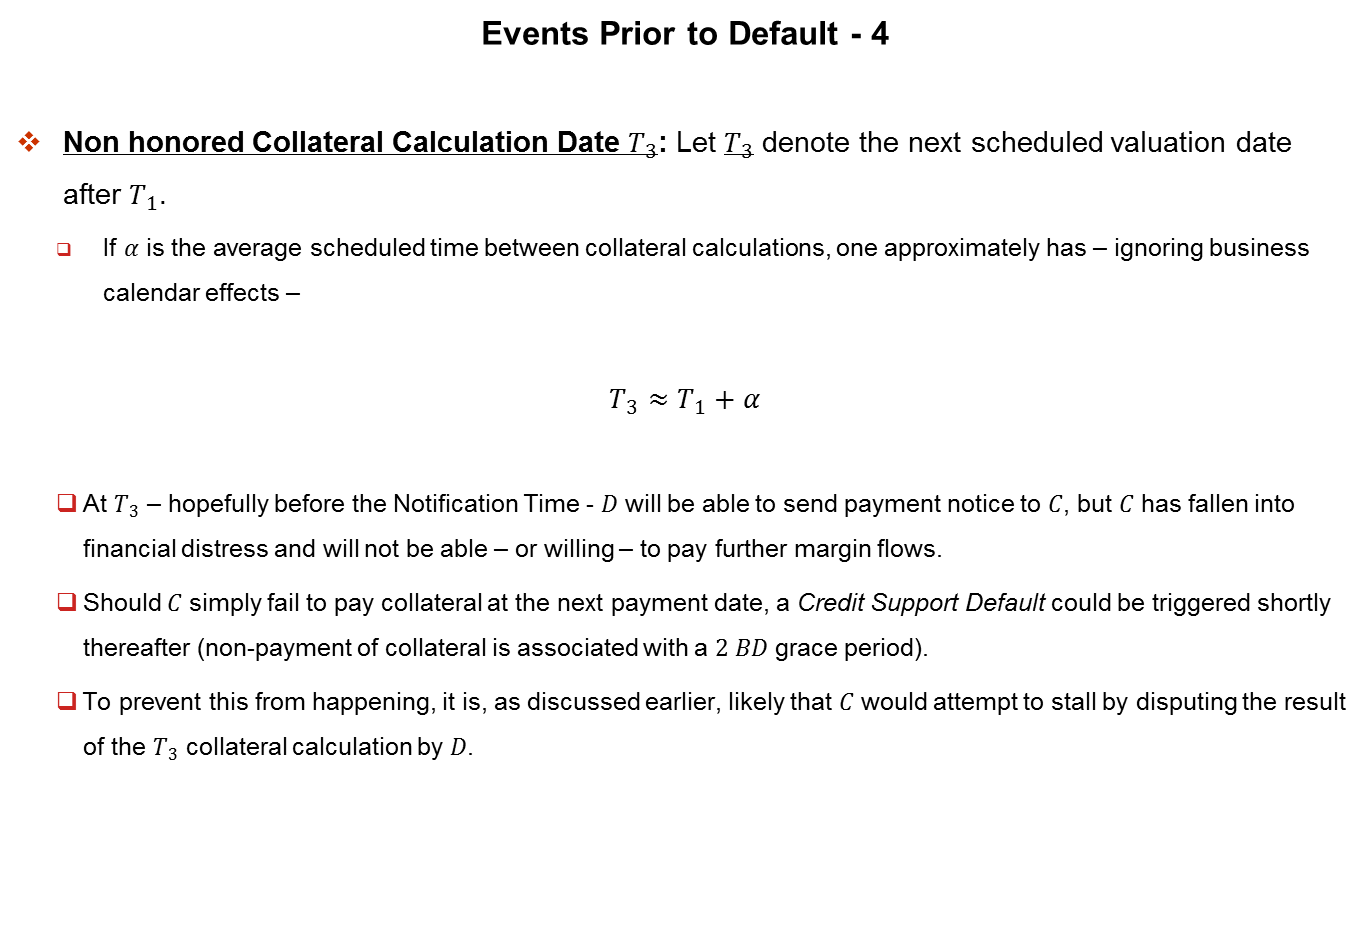 Events Prior to Default - 4
Non honored Collateral Calculation Date T₃: Let T₃ denote the next scheduled valuation date
after T₁.
If α is the average scheduled time between collateral calculations, one approximately has – ignoring business
calendar effects –
T₃ ≈ T₁ + α
At T₃ – hopefully before the Notification Time - D will be able to send payment notice to C, but C has fallen into
financial distress and will not be able – or willing – to pay further margin flows.
Should C simply fail to pay collateral at the next payment date, a Credit Support Default could be triggered shortly
thereafter (non-payment of collateral is associated with a 2 BD grace period).
To prevent this from happening, it is, as discussed earlier, likely that C would attempt to stall by disputing the result
of the T₃ collateral calculation by D.